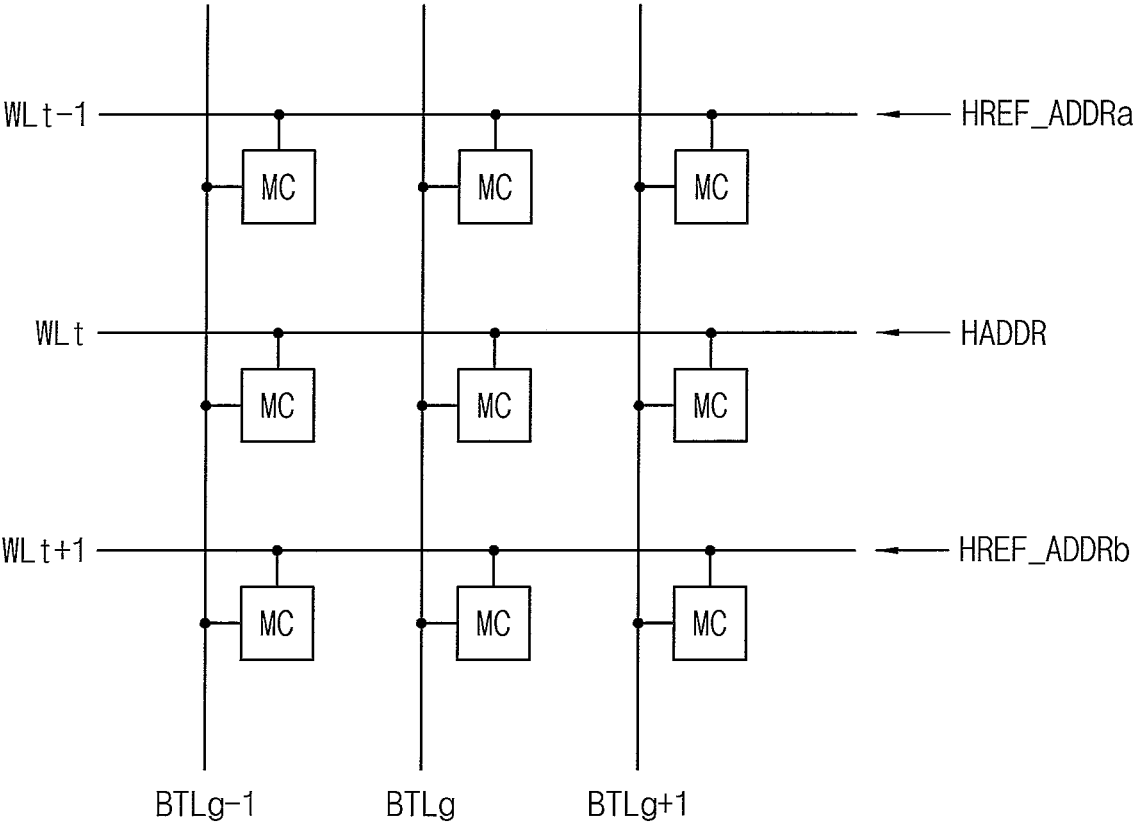 WLt-1
HREF_ADDRa
MC MC MC
WLt
HADDR
MC MC MC
WLt+1
HREF_ADDRb
MC MC MC
BTLg-1 BTLg BTLg+1